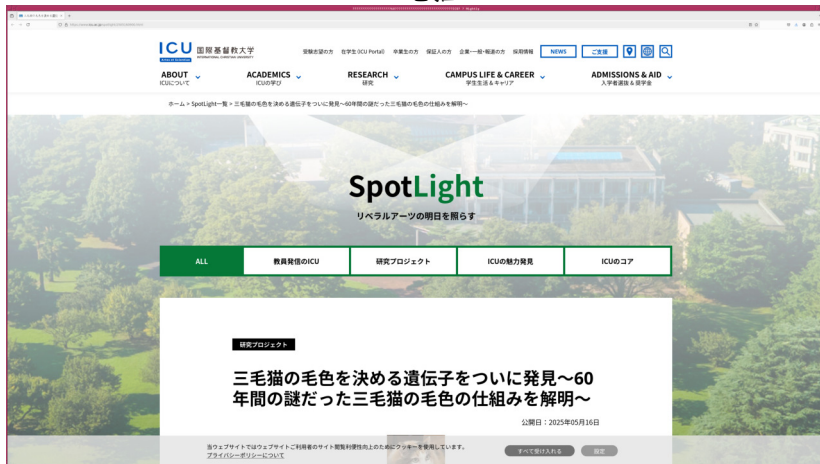 ICU 国際基督教大学
INTERNATIONAL CHRISTIAN UNIVERSITY
受験志望の方 在学生(ICU Portal) 卒業生の方 保証人の方 企業・一般・報道の方 採用情報 NEWS ご支援
ABOUT
ICUについて
ACADEMICS
ICUの学び
RESEARCH
研究
CAMPUS LIFE & CAREER
学生生活 & キャリア
ADMISSIONS & AID
入学者選抜 & 奨学金
ホーム > SpotLight一覧 > 三毛猫の毛色を決める遺伝子をついに発見〜60年間の謎だった三毛猫の毛色の仕組みを解明〜
SpotLight
リベラルアーツの明日を照らす
ALL 教員発信のICU 研究プロジェクト ICUの魅力発見 ICUのコア
研究プロジェクト
三毛猫の毛色を決める遺伝子をついに発見〜60
年間の謎だった三毛猫の毛色の仕組みを解明〜
公開日：2025年05月16日
当ウェブサイトではウェブサイトご利用者のサイト閲覧利便性向上のためにクッキーを使用しています。
プライバシーポリシーについて
すべて受け入れる 設定